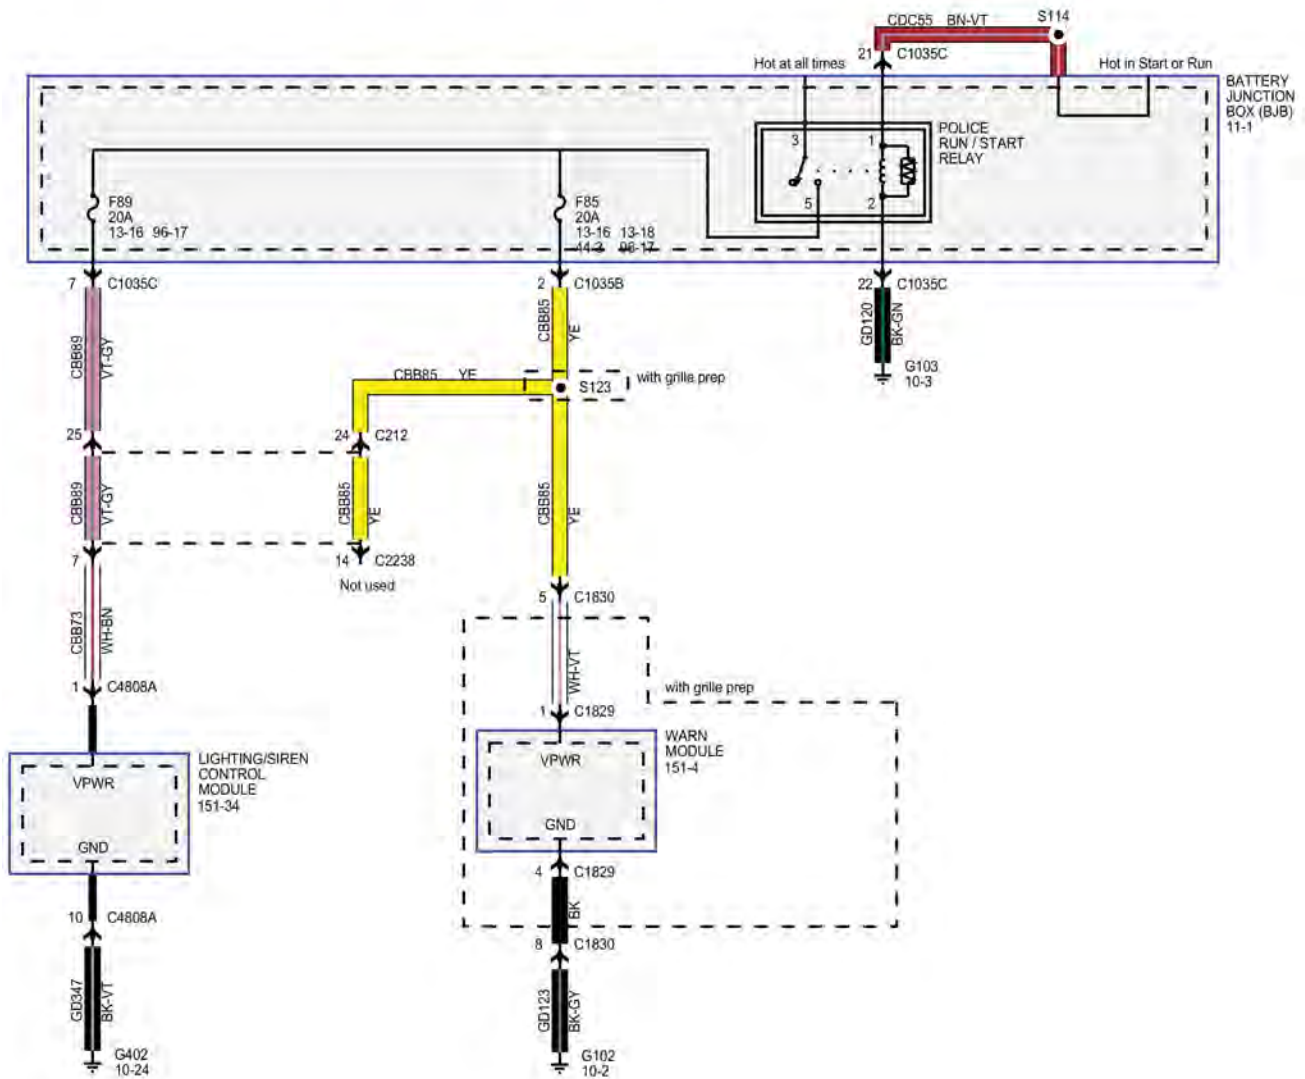 CDC55 BN-VT
S114
21 C1035C
Hot at all times
Hot in Start or Run
BATTERY
JUNCTION
BOX (BJB)
11-1
POLICE
RUN / START
RELAY
3
1
5
2
F89
20A
13-16 96-17
F85
20A
13-16 13-18
44-3 96-17
7 C1035C
2 C1035B
22 C1035C
CBB89
VT-GY
CBB85
YE
GD120
BK-GN
G103
10-3
CBB85 YE
S123
with grille prep
25
24 C212
CBB89
VT-GY
CBB85
YE
CBB85
YE
7
14 C2238
Not used
5 C1830
CBB73
WH-BN
WH-VT
1 C4808A
with grille prep
1 C1829
LIGHTING/SIREN
CONTROL
MODULE
151-34
VPWR
GND
WARN
MODULE
151-4
VPWR
GND
4 C1829
BK
10 C4808A
8 C1830
GD347
BK-VT
GD123
BK-GY
G402
10-24
G102
10-2